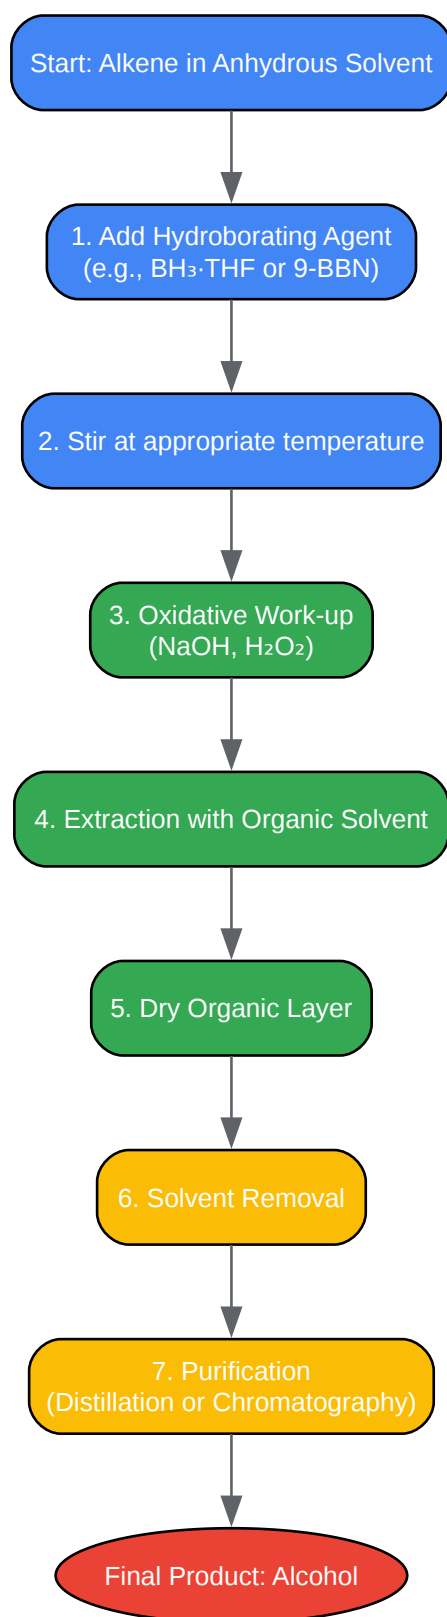 Start: Alkene in Anhydrous Solvent
1. Add Hydroborating Agent
(e.g., BH₃·THF or 9-BBN)
2. Stir at appropriate temperature
3. Oxidative Work-up
(NaOH, H₂O₂)
4. Extraction with Organic Solvent
5. Dry Organic Layer
6. Solvent Removal
7. Purification
(Distillation or Chromatography)
Final Product: Alcohol